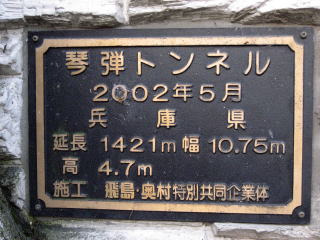 琴弾トンネル
2002年5月
兵庫県
延長 1421m 幅 10.75m
高 4.7m
施工 飛島・奥村特別共同企業体